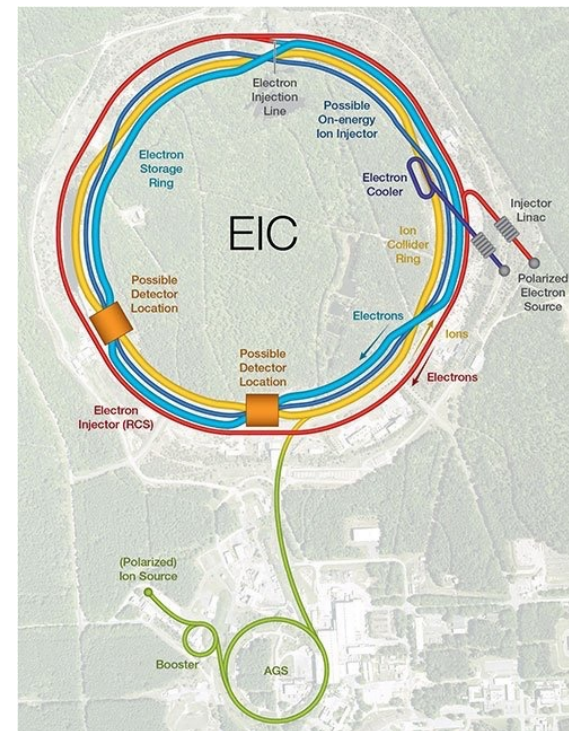 Electron
Injection
Line
Possible
On-energy
Ion Injector
Electron
Storage
Ring
Electron
Cooler
Injector
Linac
EIC
Ion
Collider
Ring
Polarized
Electron
Source
Possible
Detector
Location
Electrons
Ions
Possible
Detector
Location
Electrons
Electron
Injector (RCS)
(Polarized)
Ion Source
Booster
AGS